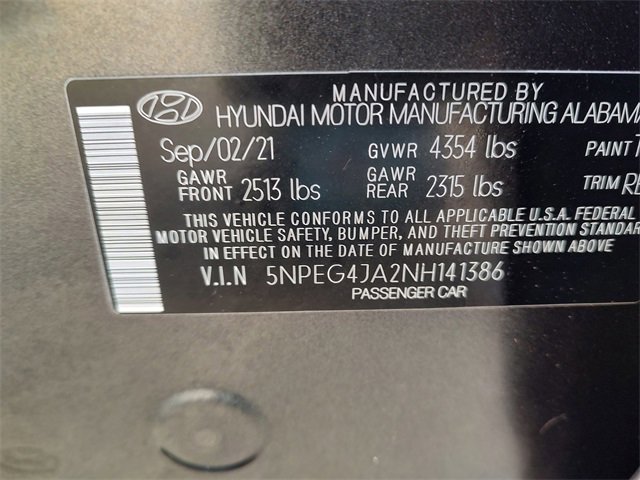 MANUFACTURED BY
HYUNDAI MOTOR MANUFACTURING ALABAMA
Sep/02/21 GVWR 4354 lbs PAINT
GAWR FRONT 2513 lbs GAWR REAR 2315 lbs TRIM
THIS VEHICLE CONFORMS TO ALL APPLICABLE U.S.A. FEDERAL
MOTOR VEHICLE SAFETY, BUMPER, AND THEFT PREVENTION STANDAR
IN EFFECT ON THE DATE OF MANUFACTURE SHOWN ABOVE
V.I.N 5NPEG4JA2NH141386
PASSENGER CAR